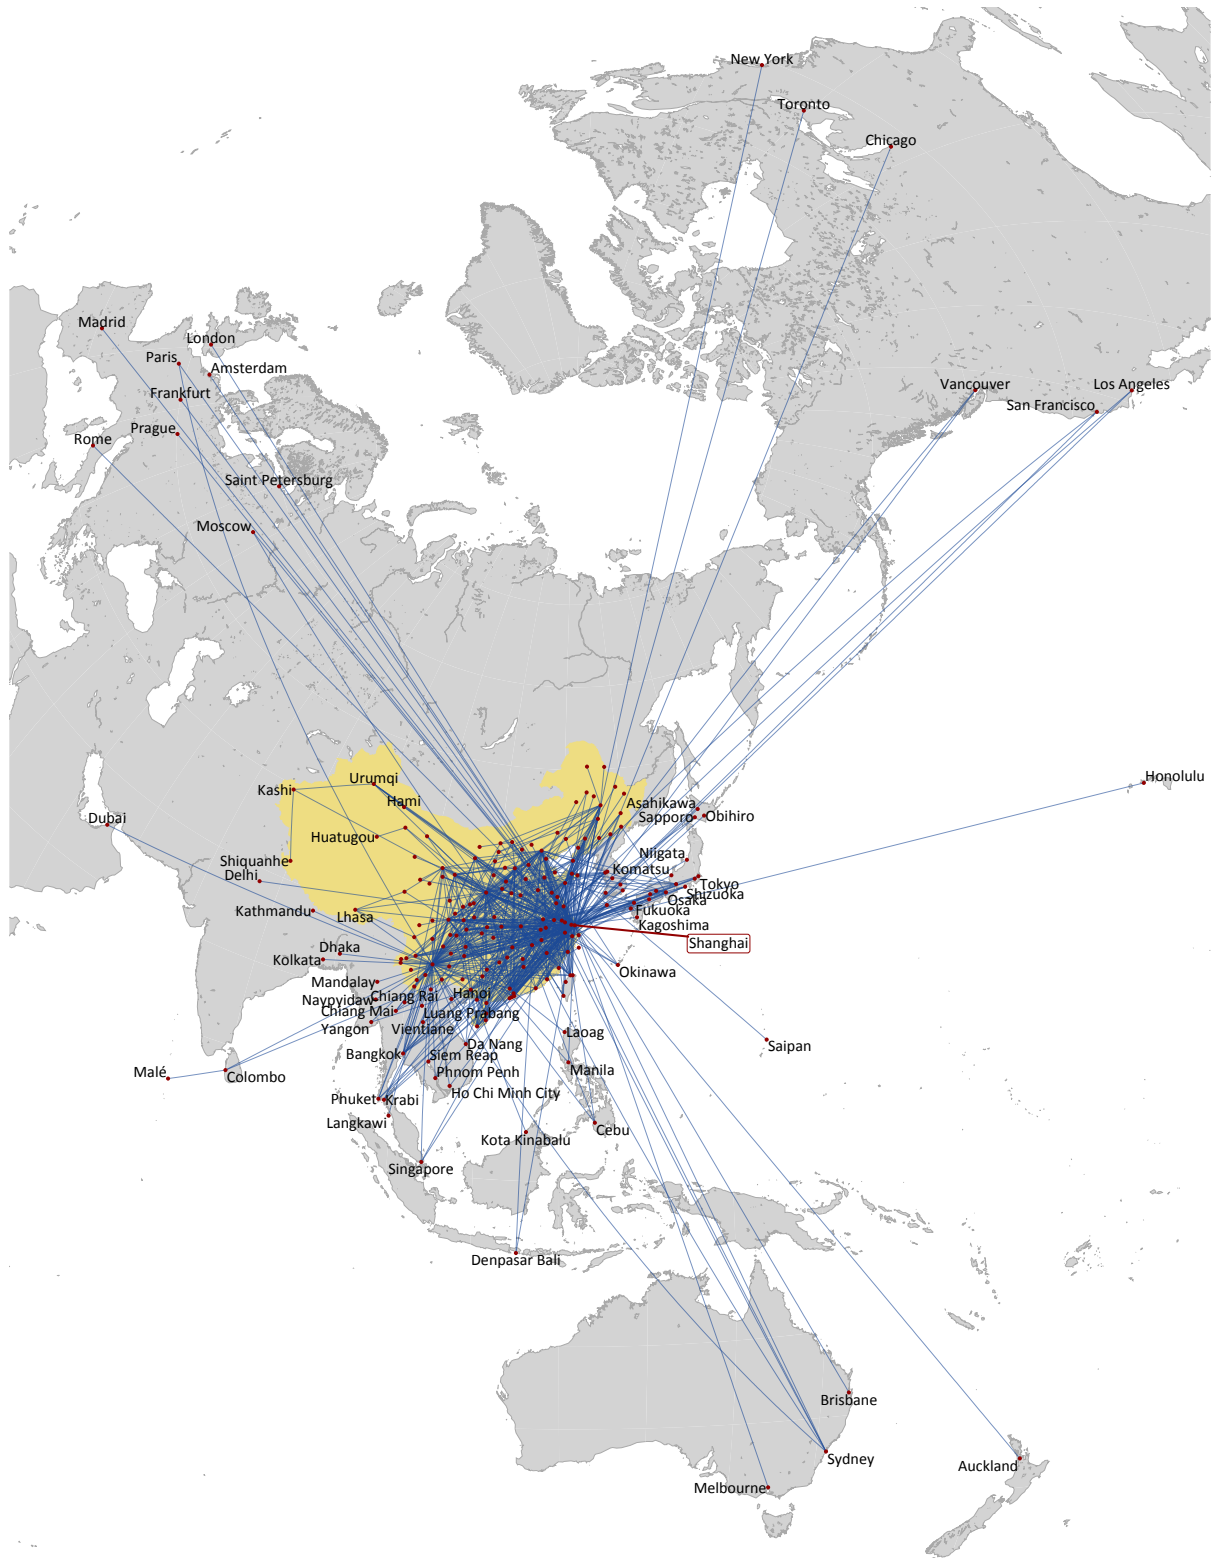 New York
Toronto
Chicago
Madrid
London
Paris
Amsterdam
Frankfurt
Vancouver
Los Angeles
San Francisco
Prague
Rome
Saint Petersburg
Moscow
Honolulu
Urumqi
Kashi
Hami
Asahikawa
Sapporo
Obihiro
Dubai
Huatugou
Niigata
Shiquanhe
Komatsu
Delhi
Tokyo
Shizuoka
Osaka
Kathmandu
Lhasa
Fukuoka
Kagoshima
Shanghai
Dhaka
Kolkata
Okinawa
Mandalay
Naypyidaw
Chiang Rai
Hanoi
Chiang Mai
Luang Prabang
Yangon
Vientiane
Laoag
Da Nang
Saipan
Bangkok
Siem Reap
Malé
Colombo
Phnom Penh
Manila
Ho Chi Minh City
Phuket
Krabi
Langkawi
Cebu
Kota Kinabalu
Singapore
Denpasar Bali
Brisbane
Sydney
Auckland
Melbourne